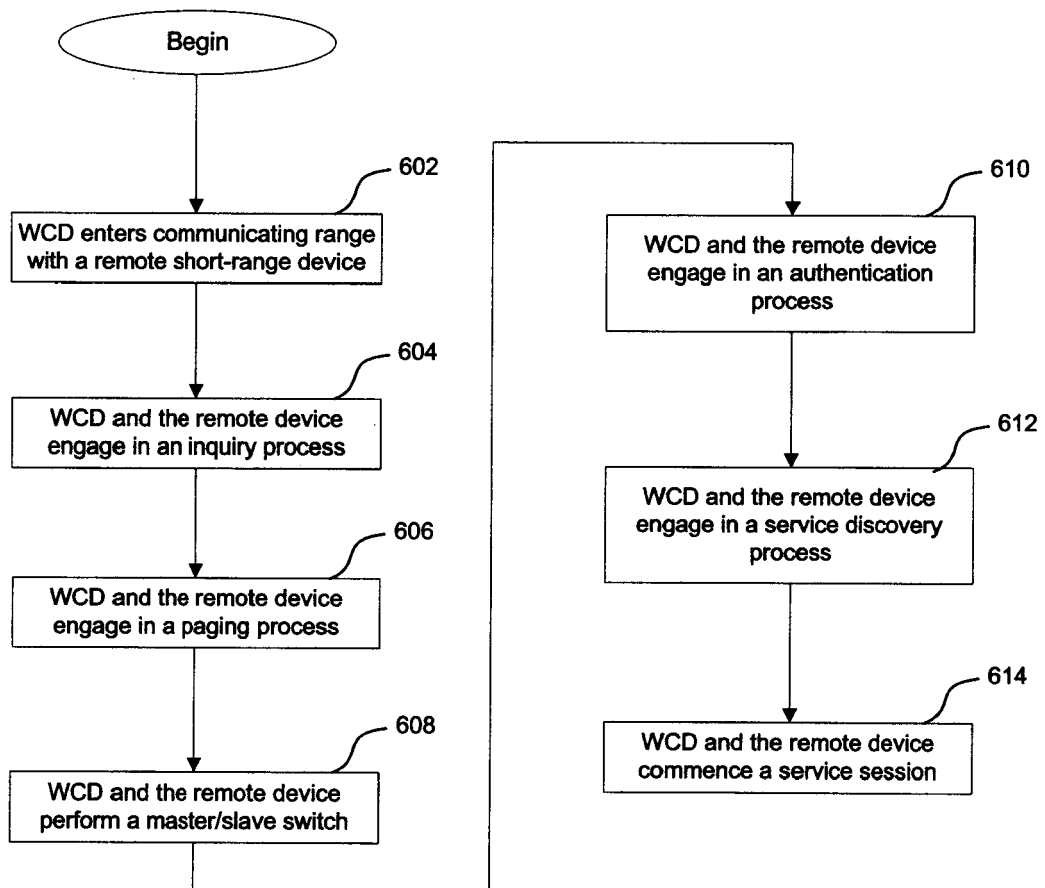 Begin
602
WCD enters communicating range
with a remote short-range device
604
WCD and the remote device
engage in an inquiry process
606
WCD and the remote device
engage in a paging process
608
WCD and the remote device
perform a master/slave switch
610
WCD and the remote device
engage in an authentication
process
612
WCD and the remote device
engage in a service discovery
process
614
WCD and the remote device
commence a service session